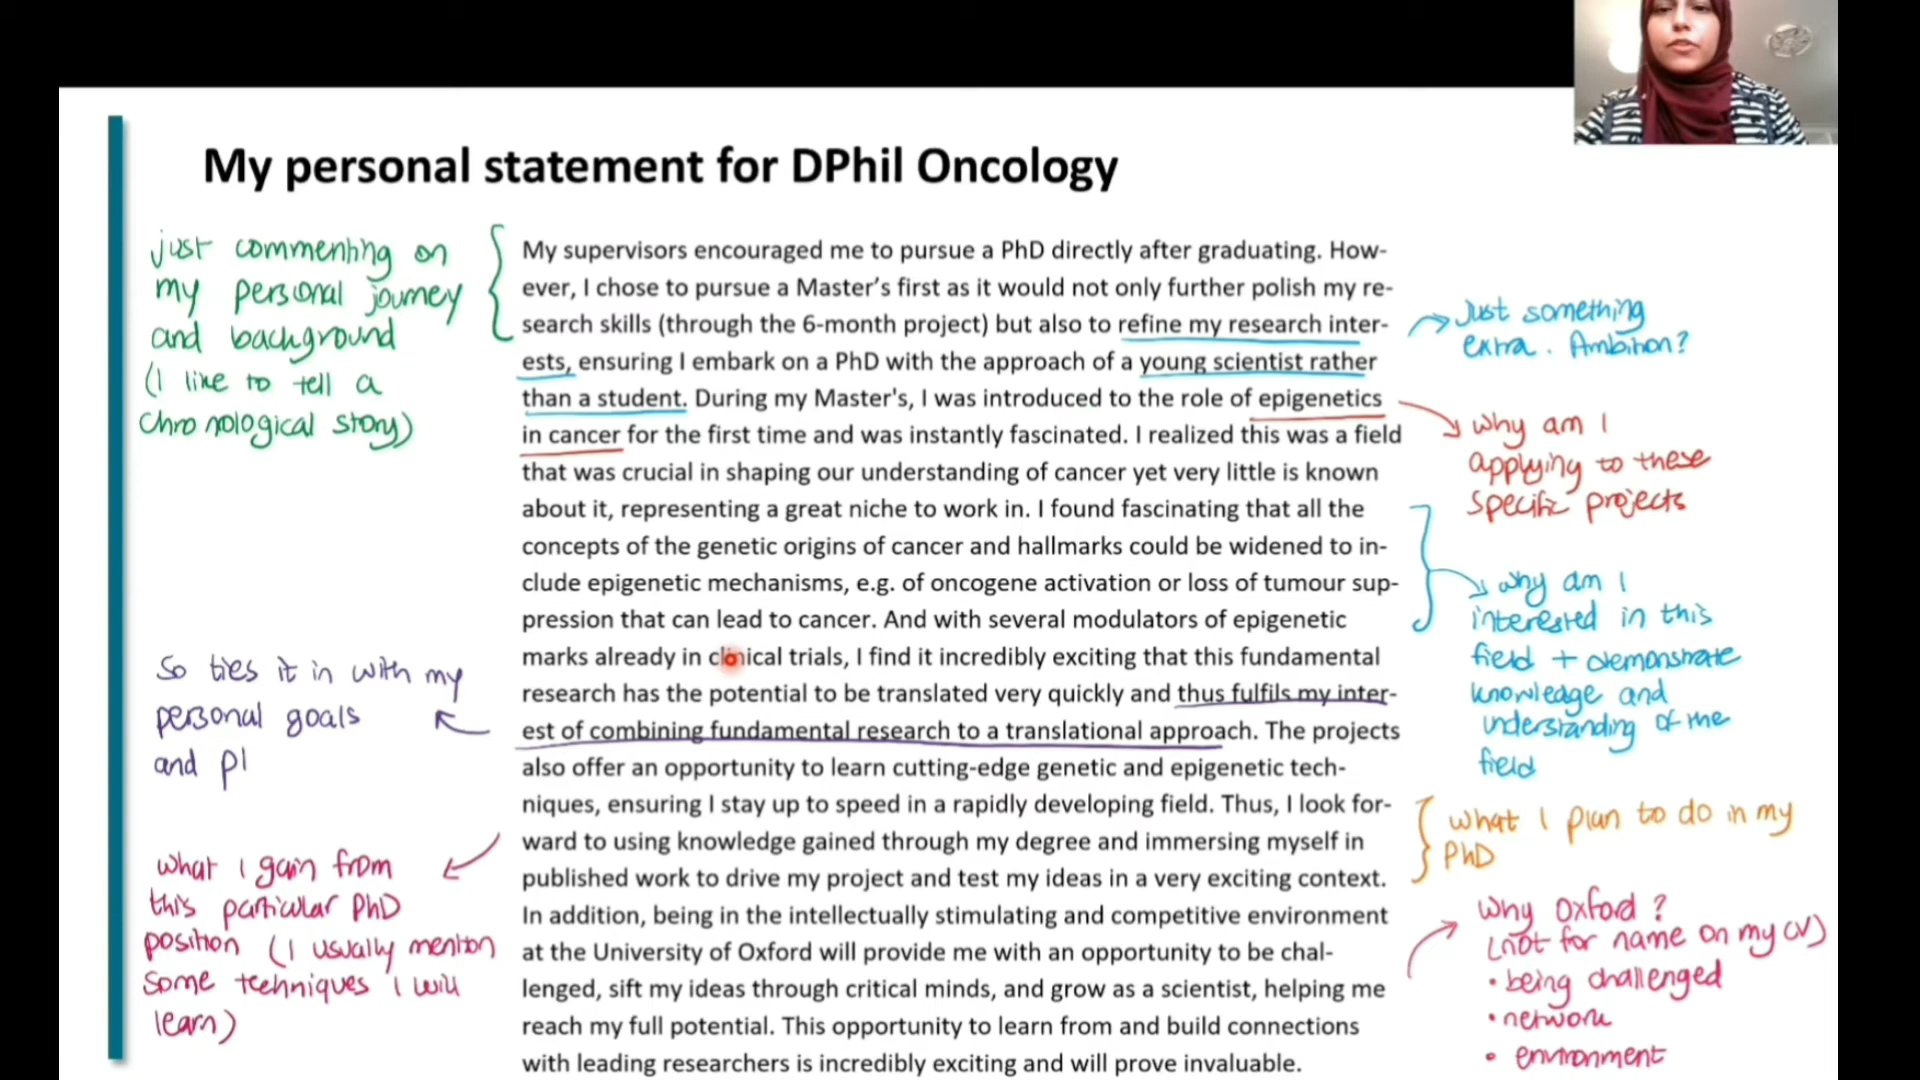 My personal statement for DPhil Oncology
just commenting on
my personal journey
and background
(I like to tell a
chronological story)
My supervisors encouraged me to pursue a PhD directly after graduating. How-
ever, I chose to pursue a Master’s first as it would not only further polish my re-
search skills (through the 6-month project) but also to refine my research inter-
ests, ensuring I embark on a PhD with the approach of a young scientist rather
than a student. During my Master's, I was introduced to the role of epigenetics
in cancer for the first time and was instantly fascinated. I realized this was a field
that was crucial in shaping our understanding of cancer yet very little is known
about it, representing a great niche to work in. I found fascinating that all the
concepts of the genetic origins of cancer and hallmarks could be widened to in-
clude epigenetic mechanisms, e.g. of oncogene activation or loss of tumour sup-
pression that can lead to cancer. And with several modulators of epigenetic
marks already in clinical trials, I find it incredibly exciting that this fundamental
research has the potential to be translated very quickly and thus fulfils my inter-
est of combining fundamental research to a translational approach. The projects
also offer an opportunity to learn cutting-edge genetic and epigenetic tech-
niques, ensuring I stay up to speed in a rapidly developing field. Thus, I look for-
ward to using knowledge gained through my degree and immersing myself in
published work to drive my project and test my ideas in a very exciting context.
In addition, being in the intellectually stimulating and competitive environment
at the University of Oxford will provide me with an opportunity to be chal-
lenged, sift my ideas through critical minds, and grow as a scientist, helping me
reach my full potential. This opportunity to learn from and build connections
with leading researchers is incredibly exciting and will prove invaluable.
So ties it in with my
personal goals
and pl
what I gain from
this particular PhD
position (I usually mention
some techniques I will
learn)
Just something
extra. Ambition?
why am I
applying to these
specific projects
why am I
interested in this
field + demonstrate
knowledge and
understanding of the
field
what I plan to do in my
PhD
Why Oxford?
(not for name on my CV)
• being challenged
• network
• environment